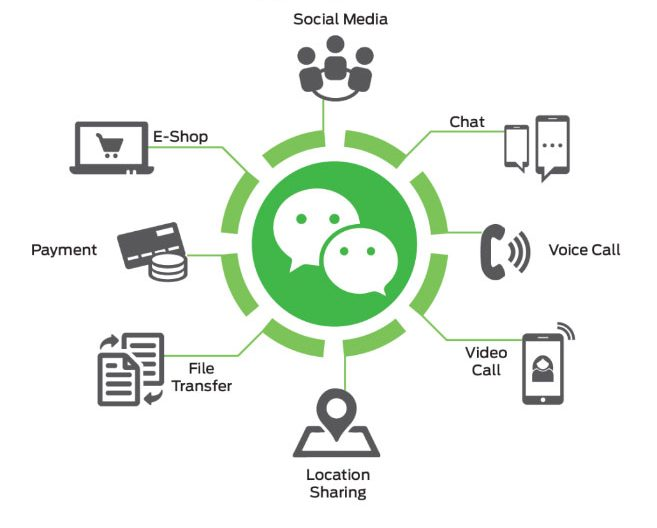 Social Media
Chat
E-Shop
Payment
Voice Call
Video
Call
File
Transfer
Location
Sharing